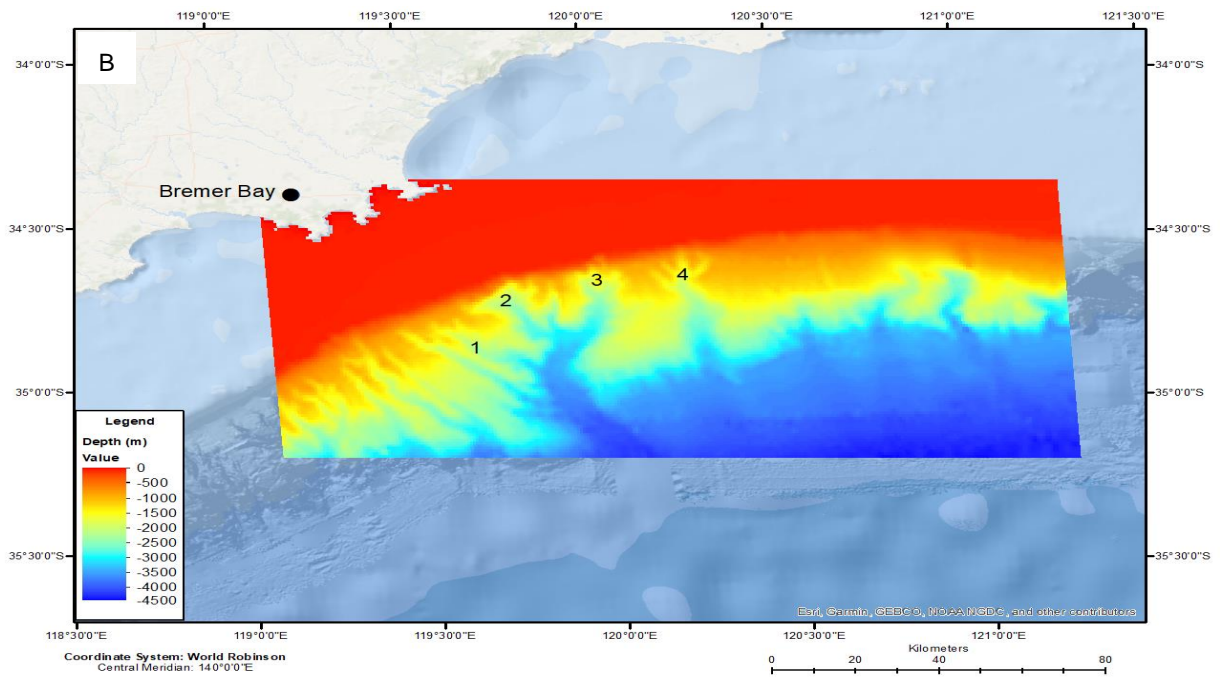 119°0'0"E 119°30'0"E 120°0'0"E 120°30'0"E 121°0'0"E 121°30'0"E
B
34°0'0"S 34°0'0"S
Bremer Bay
34°30'0"S 34°30'0"S
4
3
2
1
35°0'0"S 35°0'0"S
Legend
Depth (m)
Value
0
-500
-1000
-1500
-2000
-2500
-3000
-3500
-4000
-4500
35°30'0"S 35°30'0"S
Esri, Garmin, GEBCO, NOAA NGDC, and other contributors
118°30'0"E 119°0'0"E 119°30'0"E 120°0'0"E 120°30'0"E 121°0'0"E
Coordinate System: World Robinson
Central Meridian: 140°0'0"E
Kilometers
0 20 40 80